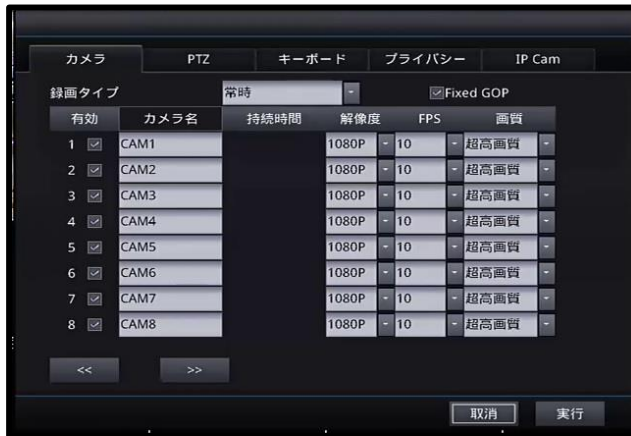 カメラ PTZ キーボード プライバシー IP Cam
録画タイプ 常時 Fixed GOP
有効 カメラ名 持続時間 解像度 FPS 画質
1 CAM1 1080P 10 超高画質
2 CAM2 1080P 10 超高画質
3 CAM3 1080P 10 超高画質
4 CAM4 1080P 10 超高画質
5 CAM5 1080P 10 超高画質
6 CAM6 1080P 10 超高画質
7 CAM7 1080P 10 超高画質
8 CAM8 1080P 10 超高画質
<< >>
取消 実行